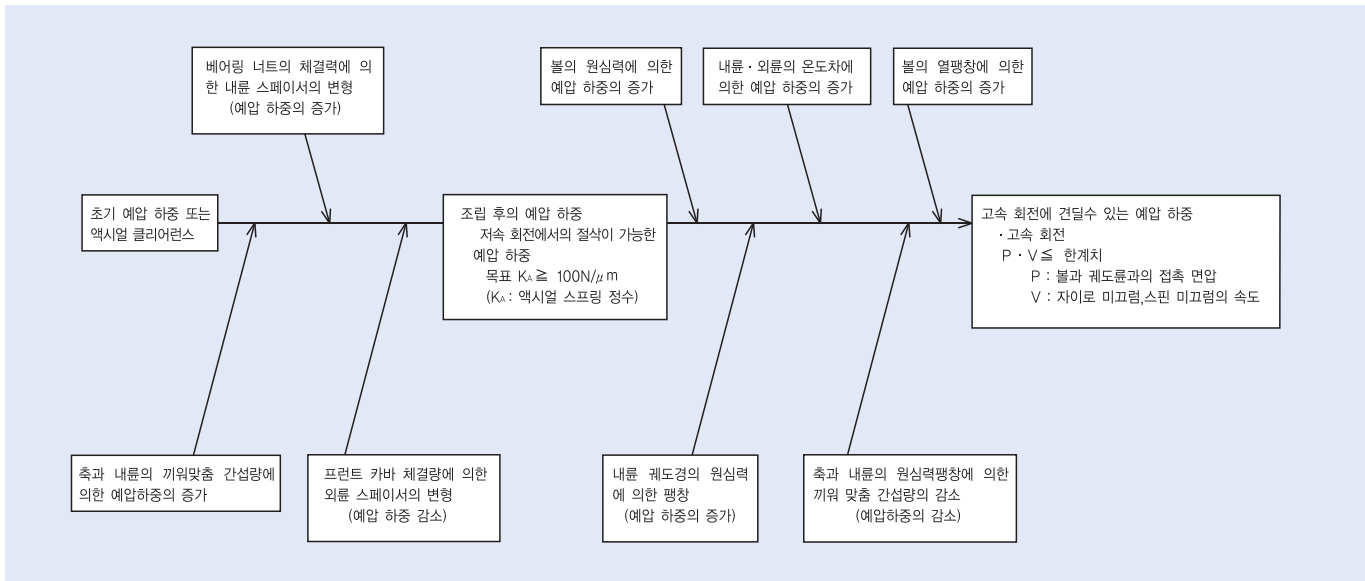 베어링 너트의 체결력에 의
한 내륜 스페이서의 변형
(예압 하중의 증가)
볼의 원심력에 의한
예압 하중의 증가
내륜·외륜의 온도차에
의한 예압 하중의 증가
볼의 열팽창에 의한
예압 하중의 증가
초기 예압 하중 또는
액시얼 클리어런스
조립 후의 예압 하중
저속 회전에서의 절삭이 가능한
예압 하중
목표 KA≧ 100N/μm
(KA : 액시얼 스프링 정수)
고속 회전에 견딜수 있는 예압 하중
·고속 회전
P·V≦ 한계치
P : 볼과 궤도륜과의 접촉 면압
V : 자이로 미끄럼,스핀 미끄럼의 속도
축과 내륜의 끼워맞춤 간섭량에
의한 예압하중의 증가
프런트 카바 체결량에 의한
외륜 스페이서의 변형
(예압 하중 감소)
내륜 궤도경의 원심력
에 의한 팽창
(예압 하중의 증가)
축과 내륜의 원심력팽창에 의한
끼워 맞춤 간섭량의 감소
(예압하중의 감소)